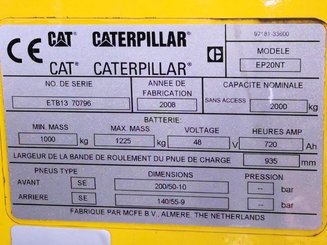 97181-33600
CE CAT CATERPILLAR
MODELE
CAT CATERPILLAR EP20NT
NO. DE SERIE ANNEE DE FABRICATION CAPACITE NOMINALE
ETB13 70796 2008 SANS ACCESS 2000 kg
BATTERIE:
MIN. MASS MAX. MASS VOLTAGE HEURES AMP
1000 kg 1225 kg 48 V 720 Ah
LARGEUR DE LA BANDE DE ROULEMENT DU PNUE DE CHARGE 935 mm
PNEUS TYPE DIMENSIONS PRESSION
AVANT SE 200/50-10 -- bar
ARRIERE SE 140/55-9 -- bar
FABRIQUE PAR MCFE B.V., ALMERE, THE NETHERLANDS